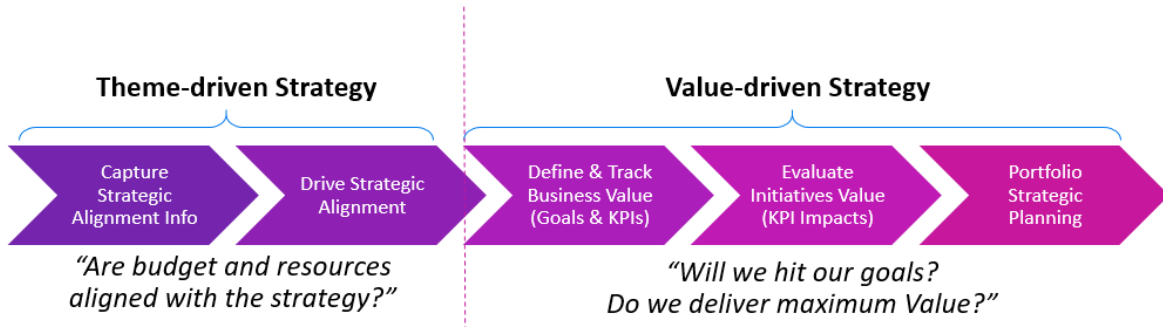 Theme-driven Strategy
Value-driven Strategy
Capture
Strategic
Alignment Info
Drive Strategic
Alignment
Define & Track
Business Value
(Goals & KPIs)
Evaluate
Initiatives Value
(KPI Impacts)
Portfolio
Strategic
Planning
“Are budget and resources
aligned with the strategy?”
“Will we hit our goals?
Do we deliver maximum Value?”